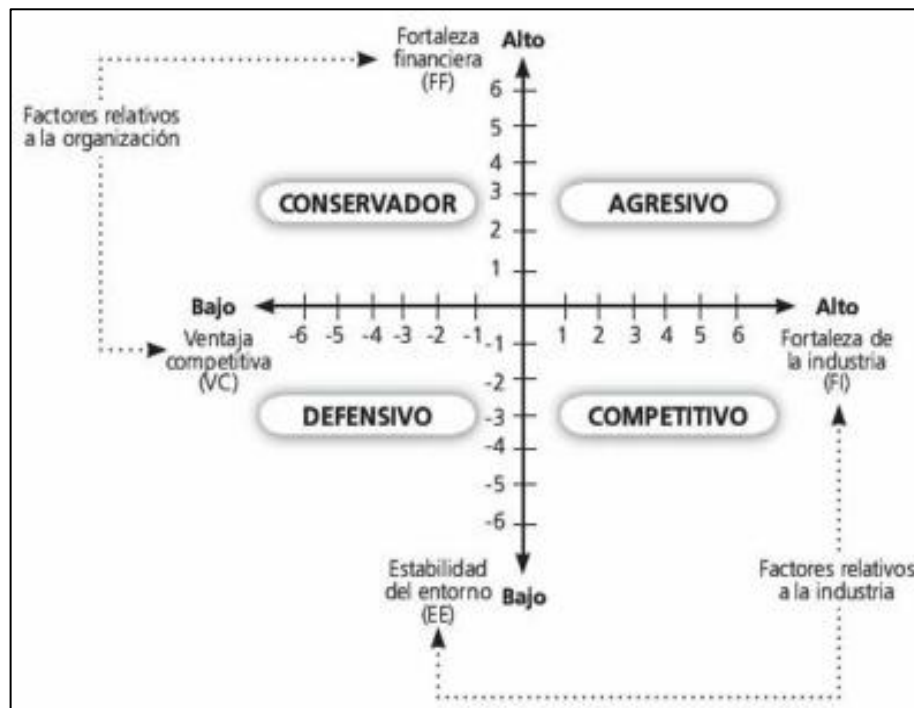 Fortaleza
financiera
(FF)
Alto
Factores relativos
a la organización
6
5
4
3
2
1
CONSERVADOR
AGRESIVO
Bajo
Alto
-6 -5 -4 -3 -2 -1
1 2 3 4 5 6
Ventaja
competitiva
(VC)
Fortaleza de
la industria
(FI)
-1
-2
-3
-4
-5
-6
DEFENSIVO
COMPETITIVO
Estabilidad
del entorno
(EE)
Bajo
Factores relativos
a la industria